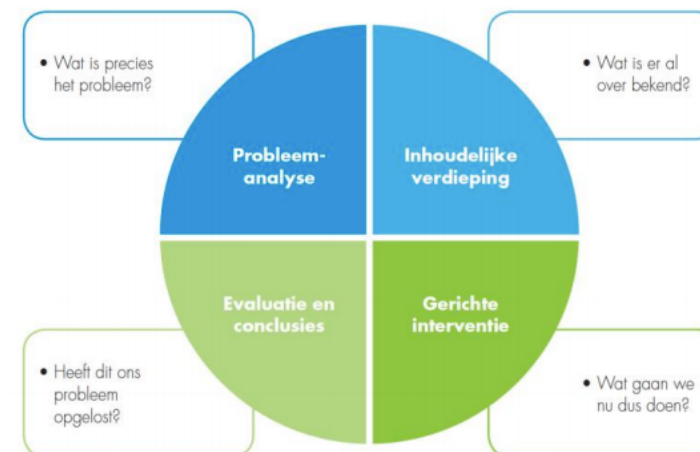 • Wat is precies
het probleem?
• Wat is er al
over bekend?
Probleem-
analyse
Inhoudelijke
verdieping
Evaluatie en
conclusies
Gerichte
interventie
• Heeft dit ons
probleem
opgelost?
• Wat gaan we
nu dus doen?